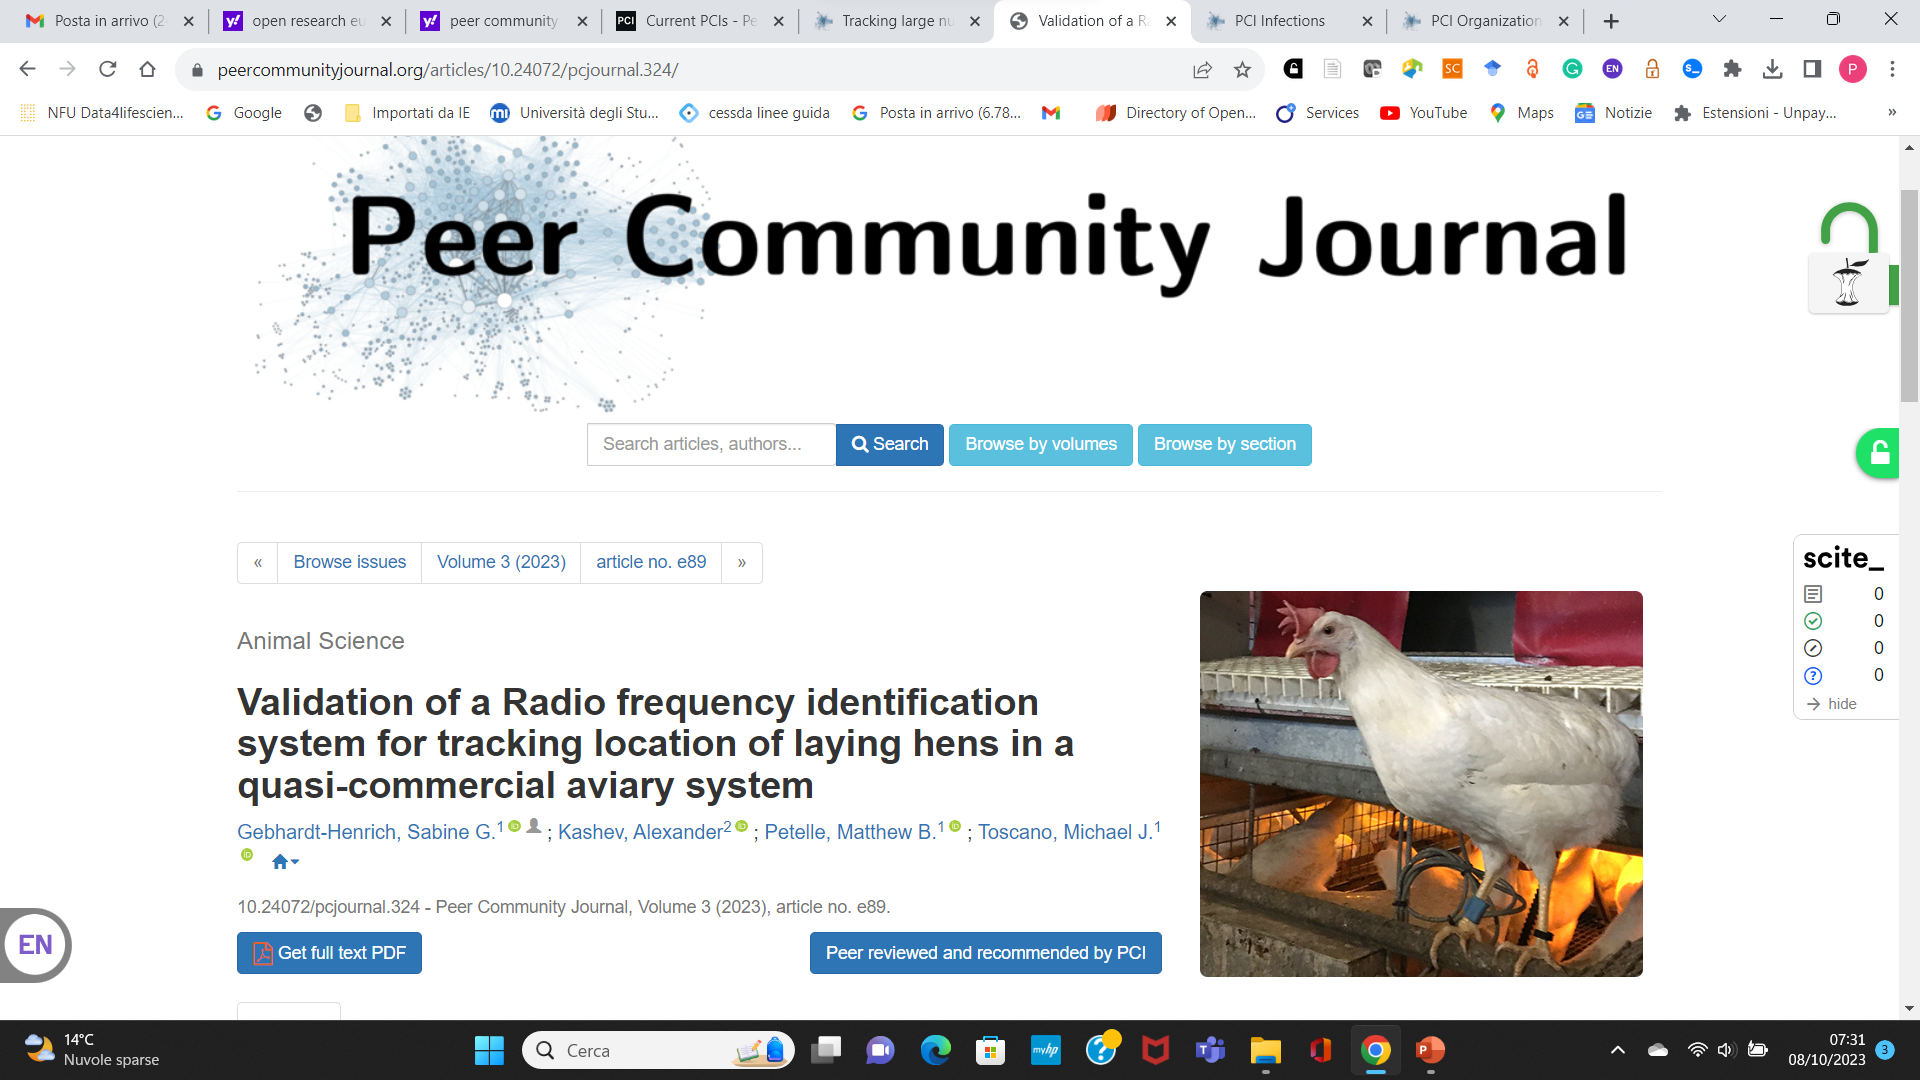 Posta in arrivo (2
open research eu
peer community
PCI Current PCIs - Pe
Tracking large nu
Validation of a R
PCI Infections
PCI Organization
peercommunityjournal.org/articles/10.24072/pcjournal.324/
SC
EN
P
NFU Data4lifescien...
Google
Importati da IE
Università degli Stu...
cessda linee guida
Posta in arrivo (6.78...
Directory of Open...
Services
YouTube
Maps
Notizie
Estensioni - Unpay...
»
Peer Community Journal
Search articles, authors...
Search
Browse by volumes
Browse by section
«
Browse issues
Volume 3 (2023)
article no. e89
»
scite_
0
0
0
0
hide
Animal Science
Validation of a Radio frequency identification
system for tracking location of laying hens in a
quasi-commercial aviary system
Gebhardt-Henrich, Sabine G.1 ; Kashev, Alexander2 ; Petelle, Matthew B.1 ; Toscano, Michael J.1
10.24072/pcjournal.324 - Peer Community Journal, Volume 3 (2023), article no. e89.
Get full text PDF
Peer reviewed and recommended by PCI
EN
14°C
Nuvole sparse
Cerca
myhp
07:31
08/10/2023
3